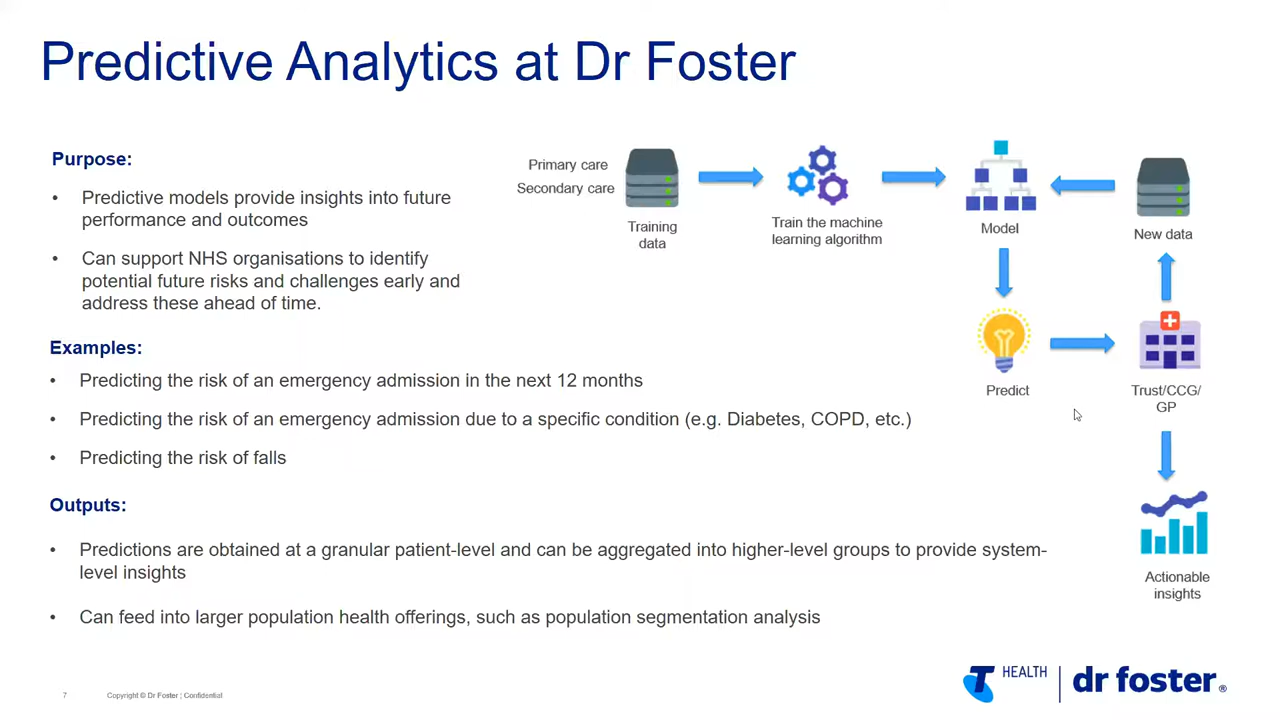 Predictive Analytics at Dr Foster
Purpose:
• Predictive models provide insights into future
performance and outcomes
• Can support NHS organisations to identify
potential future risks and challenges early and
address these ahead of time.
Primary care
Secondary care
Training
data
Train the machine
learning algorithm
Model
New data
Predict
Trust/CCG/
GP
Actionable
insights
Examples:
• Predicting the risk of an emergency admission in the next 12 months
• Predicting the risk of an emergency admission due to a specific condition (e.g. Diabetes, COPD, etc.)
• Predicting the risk of falls
Outputs:
• Predictions are obtained at a granular patient-level and can be aggregated into higher-level groups to provide system-
level insights
• Can feed into larger population health offerings, such as population segmentation analysis
7
Copyright © Dr Foster ; Confidential
T HEALTH
dr foster®